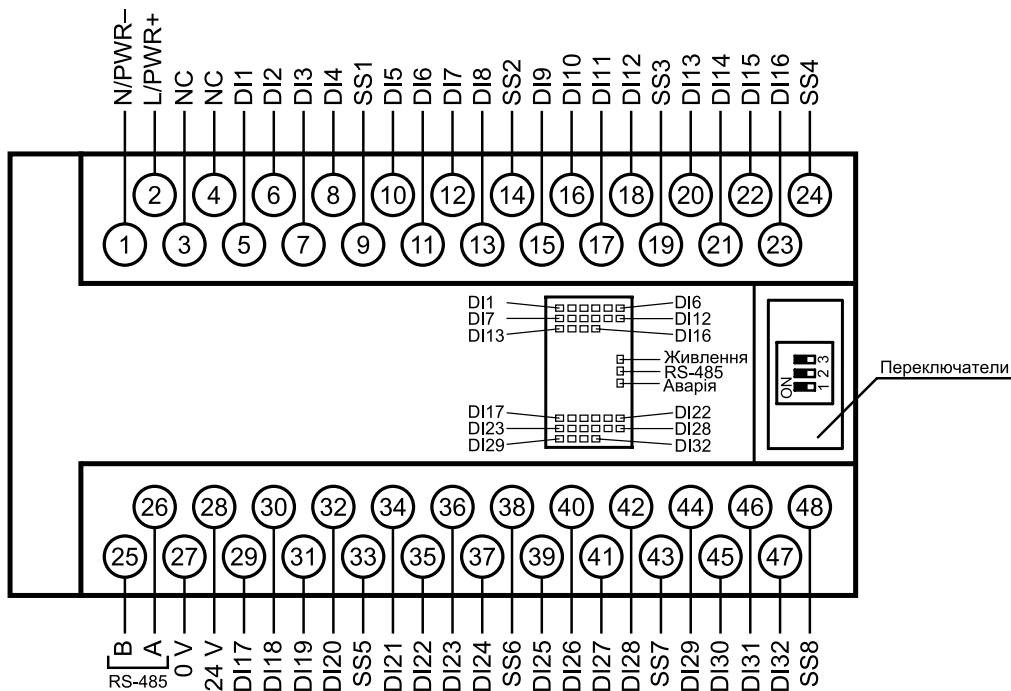 N/PWR–
L/PWR+
NC
NC
DI1
DI2
DI3
DI4
SS1
DI5
DI6
DI7
DI8
SS2
DI9
DI10
DI11
DI12
SS3
DI13
DI14
DI15
DI16
SS4
2 4 6 8 10 12 14 16 18 20 22 24
1 3 5 7 9 11 13 15 17 19 21 23
DI1 DI6
DI7 DI12
DI13 DI16
Живлення
RS-485
Аварія
DI17 DI22
DI23 DI28
DI29 DI32
ON
1 2 3
Переключатели
26 28 30 32 34 36 38 40 42 44 46 48
25 27 29 31 33 35 37 39 41 43 45 47
B
A
RS-485
0 V
24 V
DI17
DI18
DI19
DI20
SS5
DI21
DI22
DI23
DI24
SS6
DI25
DI26
DI27
DI28
SS7
DI29
DI30
DI31
DI32
SS8